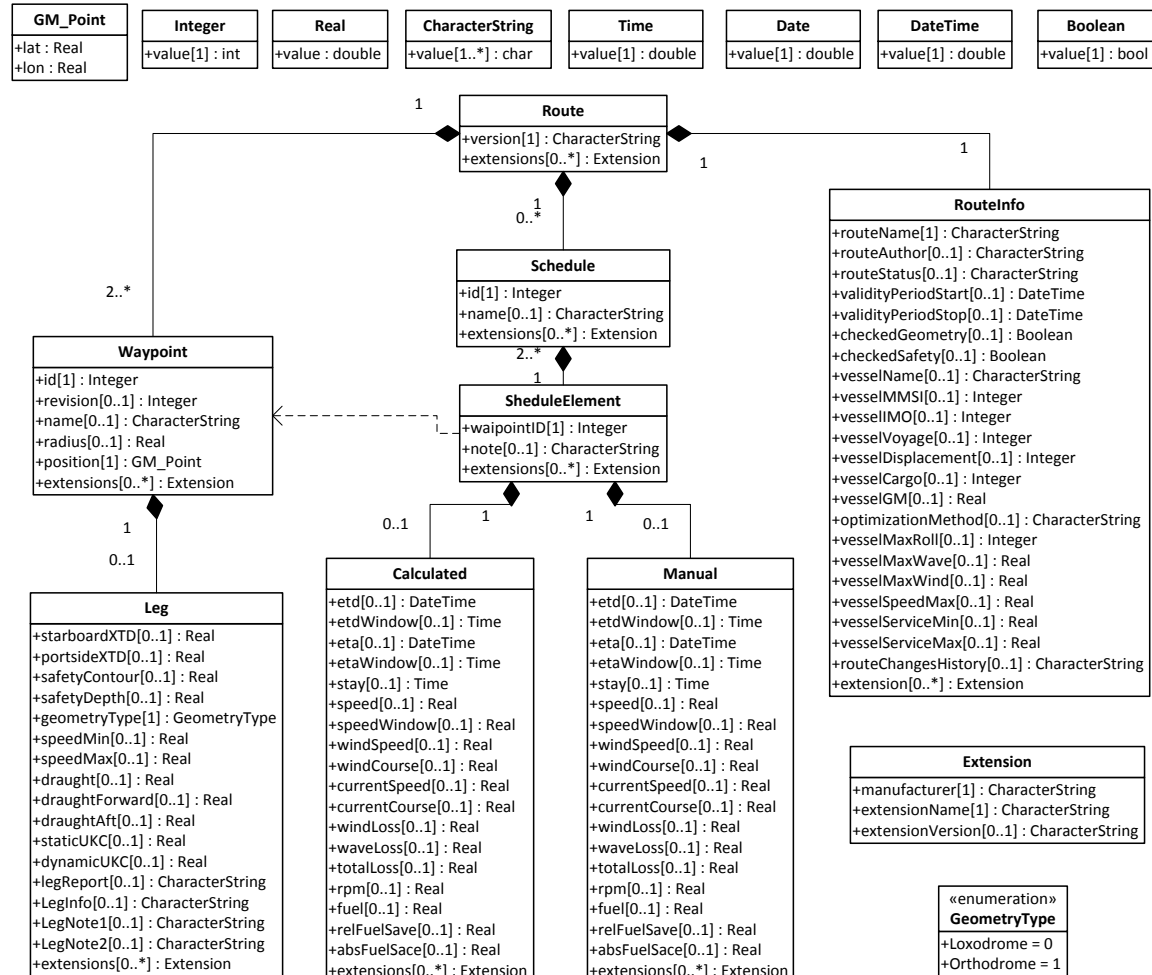 GM_Point
+lat : Real
+lon : Real
Integer
+value[1] : int
Real
+value : double
CharacterString
+value[1..*] : char
Time
+value[1] : double
Date
+value[1] : double
DateTime
+value[1] : double
Boolean
+value[1] : bool
1
Route
+version[1] : CharacterString
+extensions[0..*] : Extension
1
1
1
0..*
2..*
Schedule
+id[1] : Integer
+name[0..1] : CharacterString
+extensions[0..*] : Extension
2..*
1
RouteInfo
+routeName[1] : CharacterString
+routeAuthor[0..1] : CharacterString
+routeStatus[0..1] : CharacterString
+validityPeriodStart[0..1] : DateTime
+validityPeriodStop[0..1] : DateTime
+checkedGeometry[0..1] : Boolean
+checkedSafety[0..1] : Boolean
+vesselName[0..1] : CharacterString
+vesselMMSI[0..1] : Integer
+vesselIMO[0..1] : Integer
+vesselVoyage[0..1] : Integer
+vesselDisplacement[0..1] : Integer
+vesselCargo[0..1] : Integer
+vesselGM[0..1] : Real
+optimizationMethod[0..1] : CharacterString
+vesselMaxRoll[0..1] : Integer
+vesselMaxWave[0..1] : Real
+vesselMaxWind[0..1] : Real
+vesselSpeedMax[0..1] : Real
+vesselServiceMin[0..1] : Real
+vesselServiceMax[0..1] : Real
+routeChangesHistory[0..1] : CharacterString
+extension[0..*] : Extension
Waypoint
+id[1] : Integer
+revision[0..1] : Integer
+name[0..1] : CharacterString
+radius[0..1] : Real
+position[1] : GM_Point
+extensions[0..*] : Extension
1
0..1
SheduleElement
+waipointID[1] : Integer
+note[0..1] : CharacterString
+extensions[0..*] : Extension
0..1
1
1
0..1
Leg
+starboardXTD[0..1] : Real
+portsideXTD[0..1] : Real
+safetyContour[0..1] : Real
+safetyDepth[0..1] : Real
+geometryType[1] : GeometryType
+speedMin[0..1] : Real
+speedMax[0..1] : Real
+draught[0..1] : Real
+draughtForward[0..1] : Real
+draughtAft[0..1] : Real
+staticUKC[0..1] : Real
+dynamicUKC[0..1] : Real
+legReport[0..1] : CharacterString
+LegInfo[0..1] : CharacterString
+LegNote1[0..1] : CharacterString
+LegNote2[0..1] : CharacterString
+extensions[0..*] : Extension
Calculated
+etd[0..1] : DateTime
+etdWindow[0..1] : Time
+eta[0..1] : DateTime
+etaWindow[0..1] : Time
+stay[0..1] : Time
+speed[0..1] : Real
+speedWindow[0..1] : Real
+windSpeed[0..1] : Real
+windCourse[0..1] : Real
+currentSpeed[0..1] : Real
+currentCourse[0..1] : Real
+windLoss[0..1] : Real
+waveLoss[0..1] : Real
+totalLoss[0..1] : Real
+rpm[0..1] : Real
+fuel[0..1] : Real
+relFuelSave[0..1] : Real
+absFuelSace[0..1] : Real
+extensions[0..*] : Extension
Manual
+etd[0..1] : DateTime
+etdWindow[0..1] : Time
+eta[0..1] : DateTime
+etaWindow[0..1] : Time
+stay[0..1] : Time
+speed[0..1] : Real
+speedWindow[0..1] : Real
+windSpeed[0..1] : Real
+windCourse[0..1] : Real
+currentSpeed[0..1] : Real
+currentCourse[0..1] : Real
+windLoss[0..1] : Real
+waveLoss[0..1] : Real
+totalLoss[0..1] : Real
+rpm[0..1] : Real
+fuel[0..1] : Real
+relFuelSave[0..1] : Real
+absFuelSace[0..1] : Real
+extensions[0..*] : Extension
Extension
+manufacturer[1] : CharacterString
+extensionName[1] : CharacterString
+extensionVersion[0..1] : CharacterString
«enumeration»
GeometryType
+Loxodrome = 0
+Orthodrome = 1